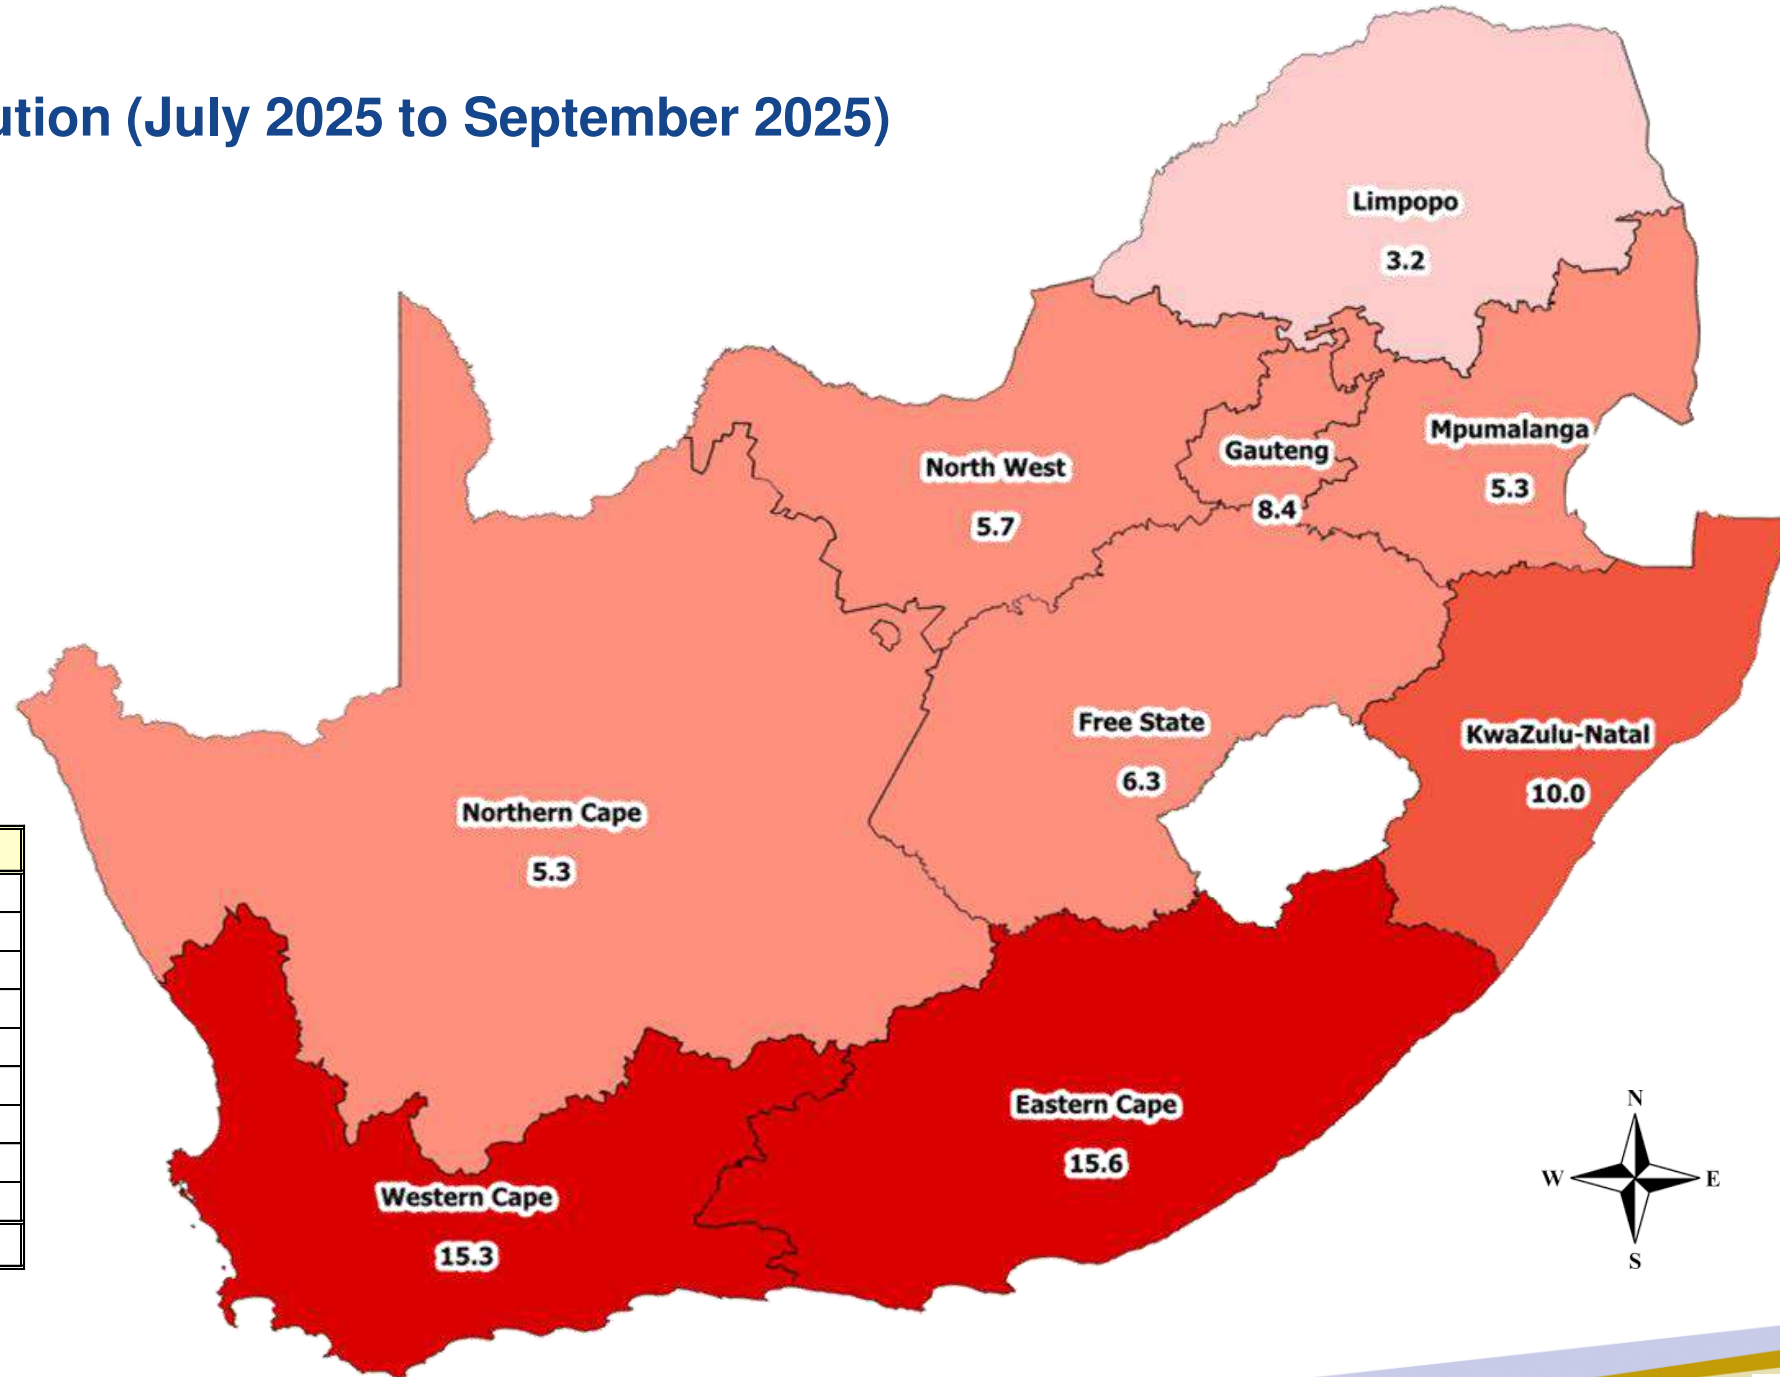 ution (July 2025 to September 2025)
Limpopo
3.2
Mpumalanga
5.3
Gauteng
8.4
North West
5.7
Free State
6.3
KwaZulu-Natal
10.0
Northern Cape
5.3
Eastern Cape
15.6
Western Cape
15.3
N
W E
S